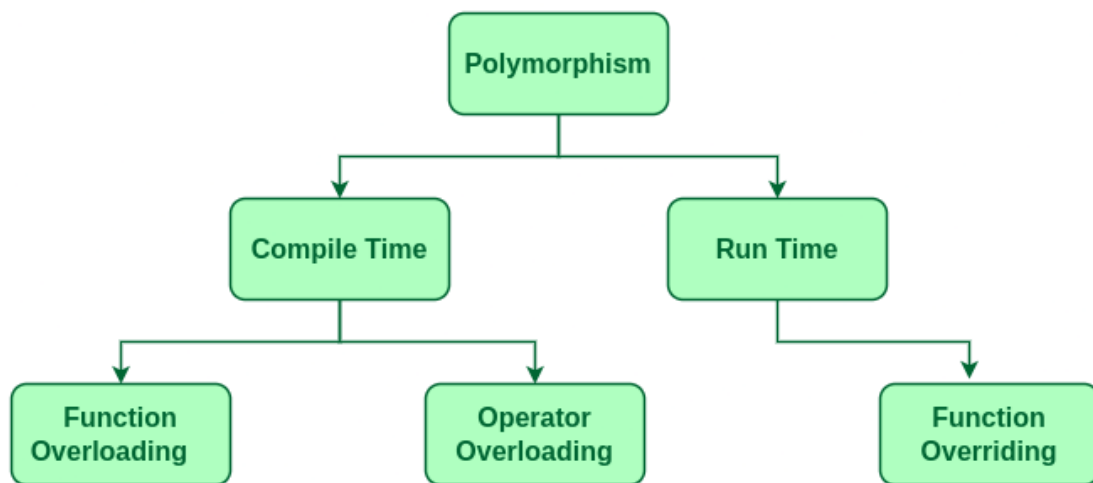 Polymorphism
Compile Time
Run Time
Function
Overloading
Operator
Overloading
Function
Overriding